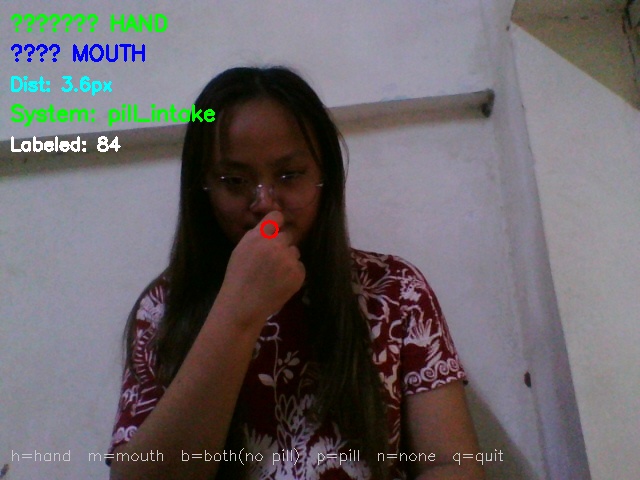 ??????? HAND
???? MOUTH
Dist: 3.6px
System: pill_intake
Labeled: 84
h=hand m=mouth b=both(no pill) p=pill n=none q=quit